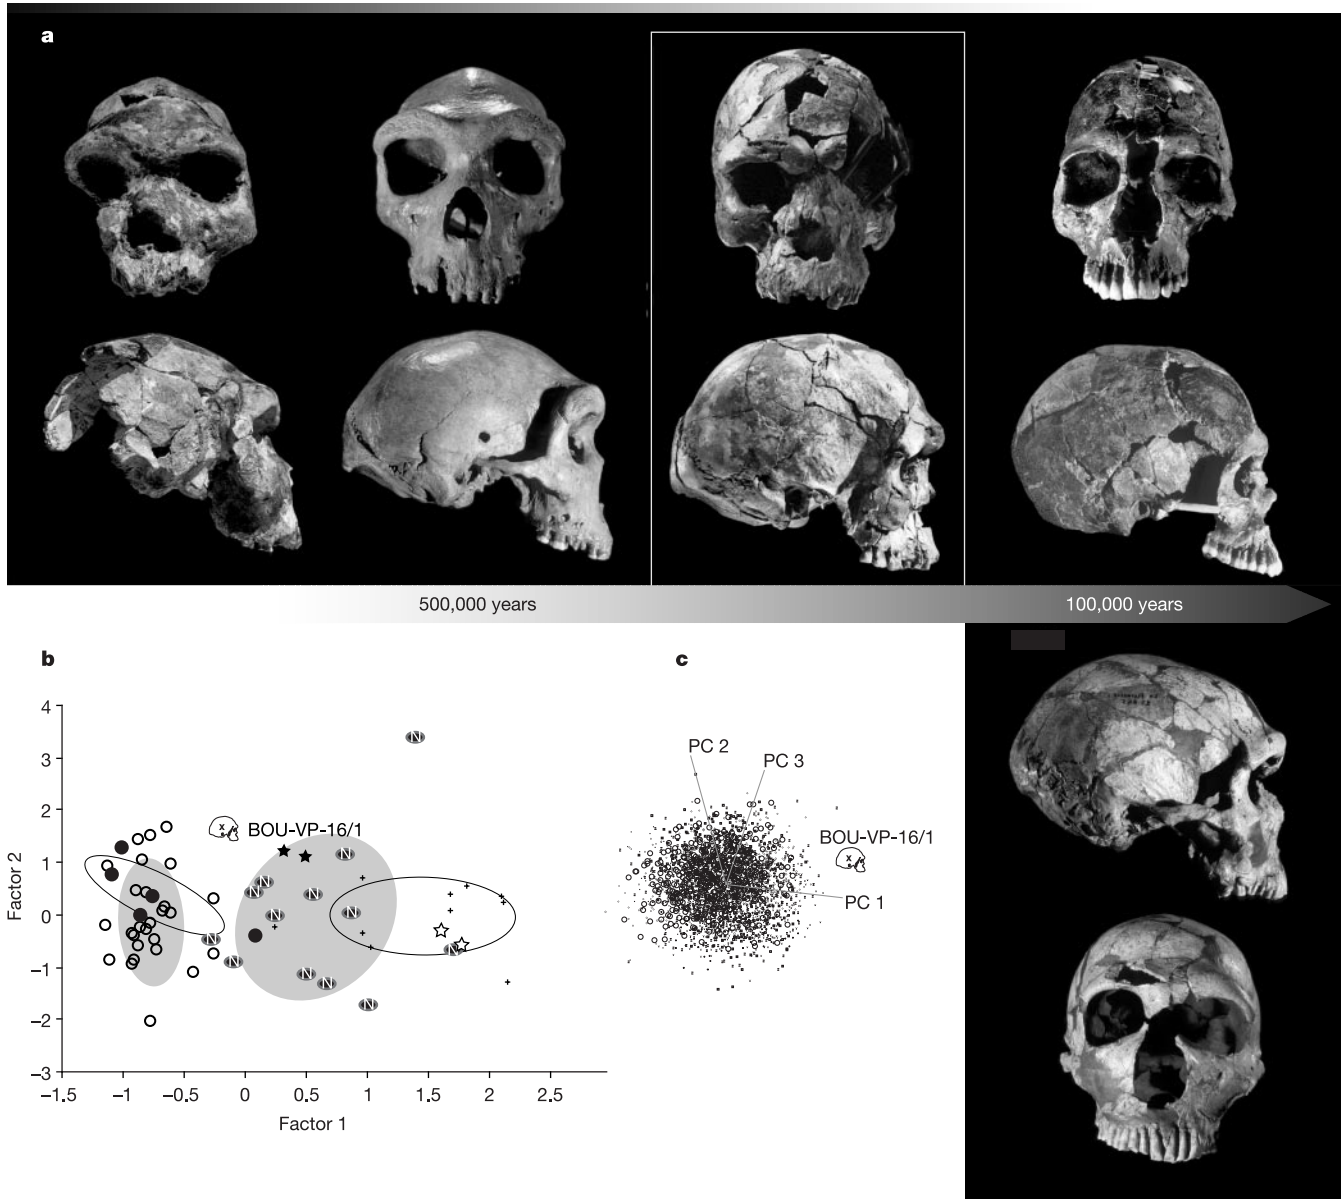 a
500,000 years
100,000 years
b
4
3
2
1
0
–1
–2
–3
–1.5
–1
–0.5
0
0.5
1
1.5
2
2.5
Factor 2
Factor 1
BOU-VP-16/1
N
N
N
N
N
N
N
N
N
N
N
N
N
c
PC 2
PC 3
BOU-VP-16/1
PC 1